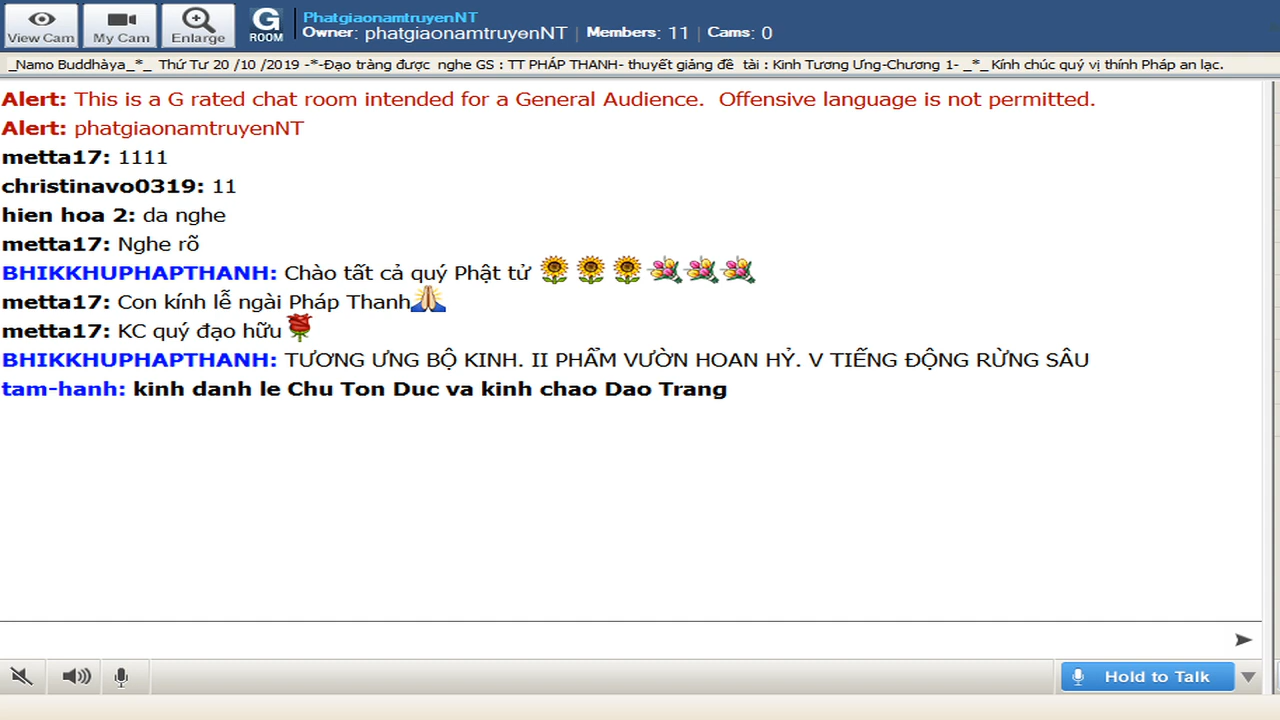 View Cam
My Cam
Enlarge
G ROOM
PhatgiaonamtruyenNT
Owner: phatgiaonamtruyenNT | Members: 11 | Cams: 0
_Namo Buddhàya_*_ Thứ Tư 20 /10 /2019 -*-Đạo tràng được nghe GS : TT PHÁP THANH- thuyết giảng đề tài : Kinh Tương Ưng-Chương 1- _*_ Kính chúc quý vị thính Pháp an lạc.
Alert: This is a G rated chat room intended for a General Audience. Offensive language is not permitted.
Alert: phatgiaonamtruyenNT
metta17: 1111
christinavo0319: 11
hien hoa 2: da nghe
metta17: Nghe rõ
BHIKKHUPHAPTHANH: Chào tất cả quý Phật tử
metta17: Con kính lễ ngài Pháp Thanh
metta17: KC quý đạo hữu
BHIKKHUPHAPTHANH: TƯƠNG ƯNG BỘ KINH. II PHẨM VƯỜN HOAN HỶ. V TIẾNG ĐỘNG RỪNG SÂU
tam-hanh: kinh danh le Chu Ton Duc va kinh chao Dao Trang
Hold to Talk